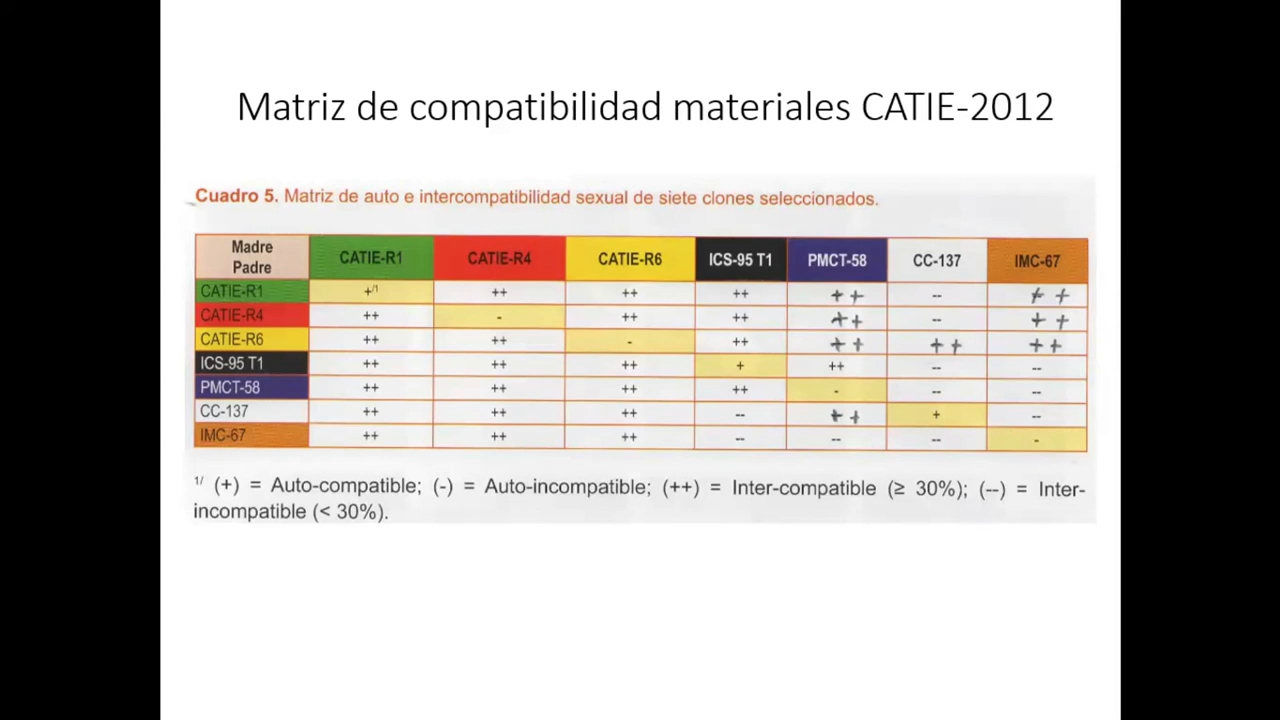 Matriz de compatibilidad materiales CATIE-2012
Cuadro 5. Matriz de auto e intercompatibilidad sexual de siete clones seleccionados.
Madre
Padre CATIE-R1 CATIE-R4 CATIE-R6 ICS-95 T1 PMCT-58 CC-137 IMC-67
CATIE-R1 +/1 ++ ++ ++ ++ -- ++
CATIE-R4 ++ - ++ ++ ++ -- ++
CATIE-R6 ++ ++ - ++ ++ ++ ++
ICS-95 T1 ++ ++ ++ + ++ -- --
PMCT-58 ++ ++ ++ ++ - -- --
CC-137 ++ ++ ++ -- ++ + --
IMC-67 ++ ++ ++ -- -- -- -
1/ (+) = Auto-compatible; (-) = Auto-incompatible; (++) = Inter-compatible (≥ 30%); (--) = Inter-
incompatible (< 30%).